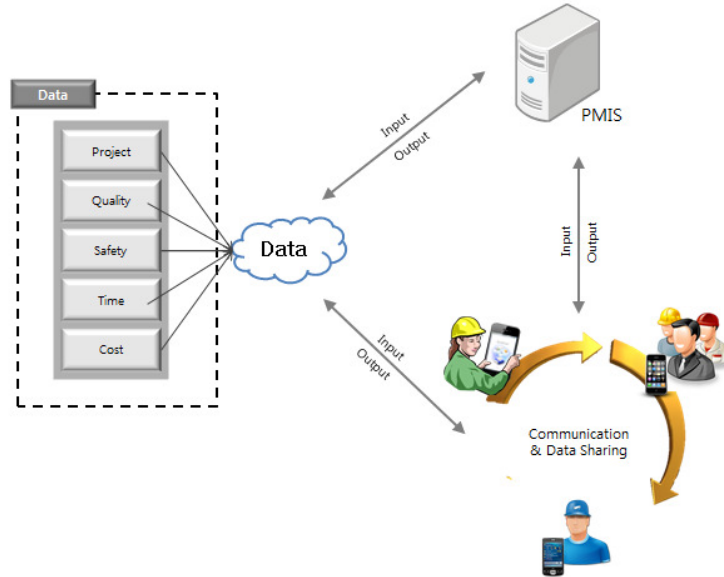 Data
Project
Quality
Safety
Time
Cost
Data
Input
Output
PMIS
Input
Output
Input
Output
Communication
& Data Sharing